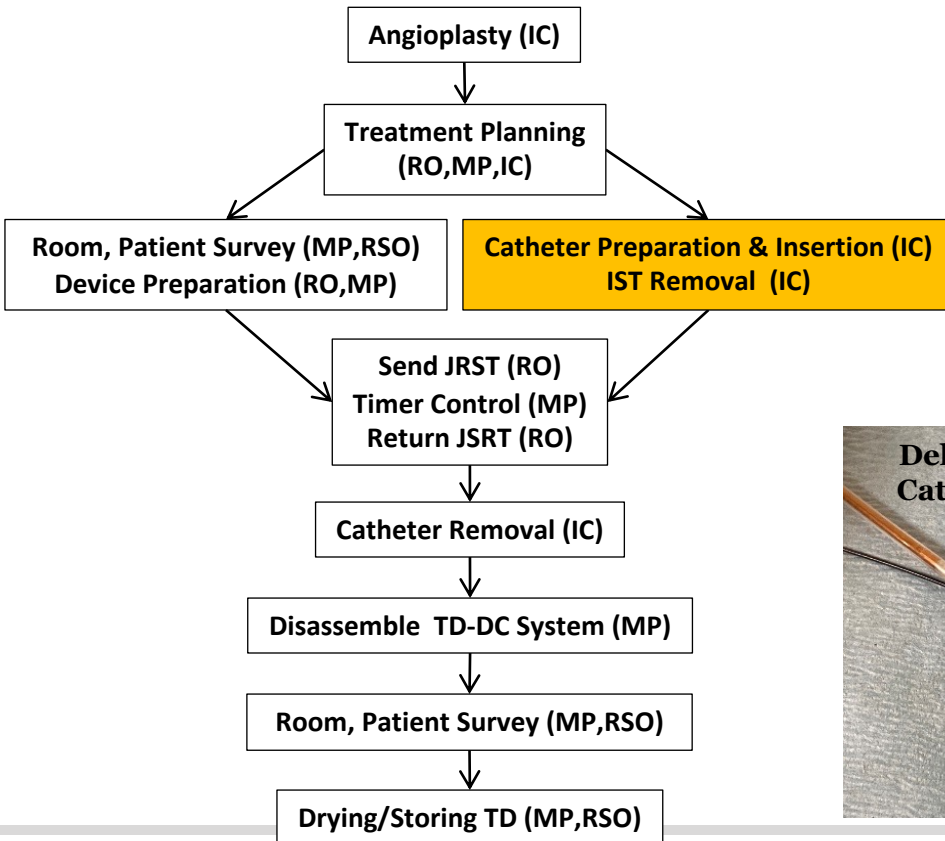 Angioplasty (IC)
Treatment Planning
(RO,MP,IC)
Room, Patient Survey (MP,RSO)
Device Preparation (RO,MP)
Catheter Preparation & Insertion (IC)
IST Removal (IC)
Send JRST (RO)
Timer Control (MP)
Return JSRT (RO)
Catheter Removal (IC)
Disassemble TD-DC System (MP)
Room, Patient Survey (MP,RSO)
Drying/Storing TD (MP,RSO)